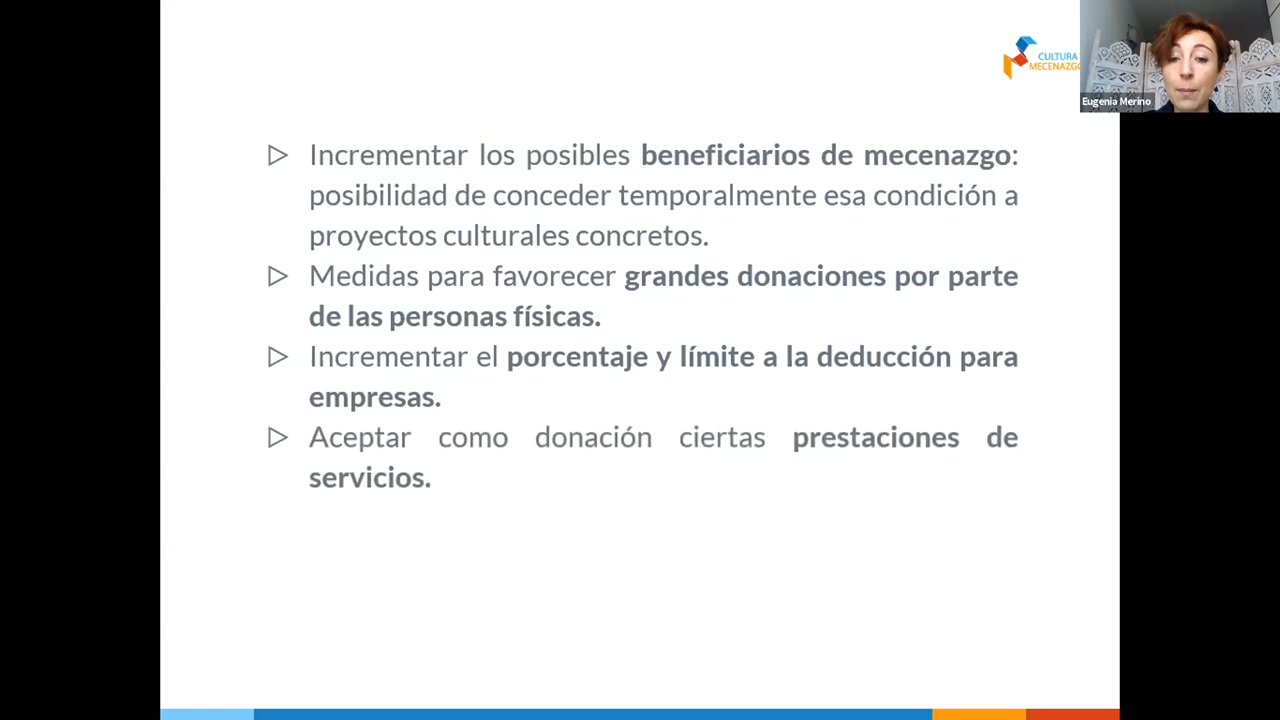 CULTURA
MECENAZGO
Eugenia Merino
▷ Incrementar los posibles beneficiarios de mecenazgo:
posibilidad de conceder temporalmente esa condición a
proyectos culturales concretos.
▷ Medidas para favorecer grandes donaciones por parte
de las personas físicas.
▷ Incrementar el porcentaje y límite a la deducción para
empresas.
▷ Aceptar como donación ciertas prestaciones de
servicios.